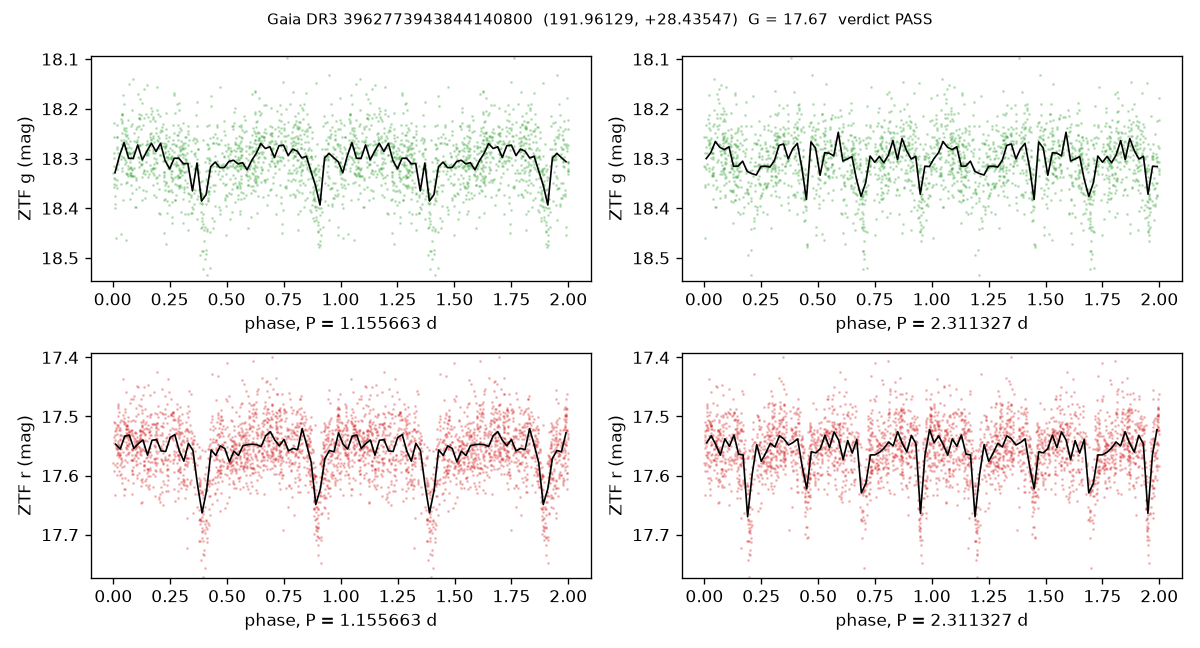 Gaia DR3 3962773943844140800 (191.96129, +28.43547) G = 17.67 verdict PASS
18.1
18.2
18.3
18.4
18.5
ZTF g (mag)
0.00 0.25 0.50 0.75 1.00 1.25 1.50 1.75 2.00
phase, P = 1.155663 d
18.1
18.2
18.3
18.4
18.5
ZTF g (mag)
0.00 0.25 0.50 0.75 1.00 1.25 1.50 1.75 2.00
phase, P = 2.311327 d
17.4
17.5
17.6
17.7
ZTF r (mag)
0.00 0.25 0.50 0.75 1.00 1.25 1.50 1.75 2.00
phase, P = 1.155663 d
17.4
17.5
17.6
17.7
ZTF r (mag)
0.00 0.25 0.50 0.75 1.00 1.25 1.50 1.75 2.00
phase, P = 2.311327 d